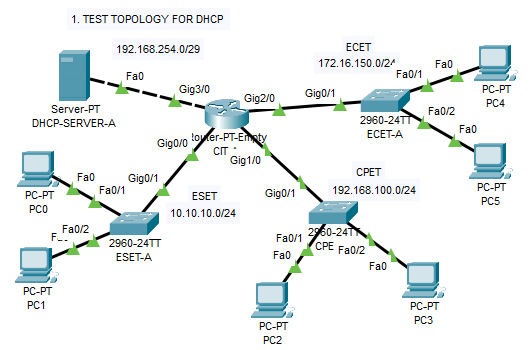 1. TEST TOPOLOGY FOR DHCP
192.168.254.0/29
ECET
172.16.150.0/24
Fa0
Fa0/1
PC-PT
PC4
Fa0
Gig3/0
Gig2/0
Gig0/1
Server-PT
DHCP-SERVER-A
Fa0/2
2960-24TT
ECET-A
Fa0
Router-PT-Empty
CIT
Gig0/0
Gig1/0
PC-PT
PC5
Fa0
Fa0/1
Gig0/1
ESET
10.10.10.0/24
CPET
192.168.100.0/24
Gig0/1
PC-PT
PC0
Fa0/2
2960-24TT
ESET-A
2960-24TT
CPE
Fa0/1
Fa0/2
Fa0
Fa0
PC-PT
PC1
PC-PT
PC3
PC-PT
PC2